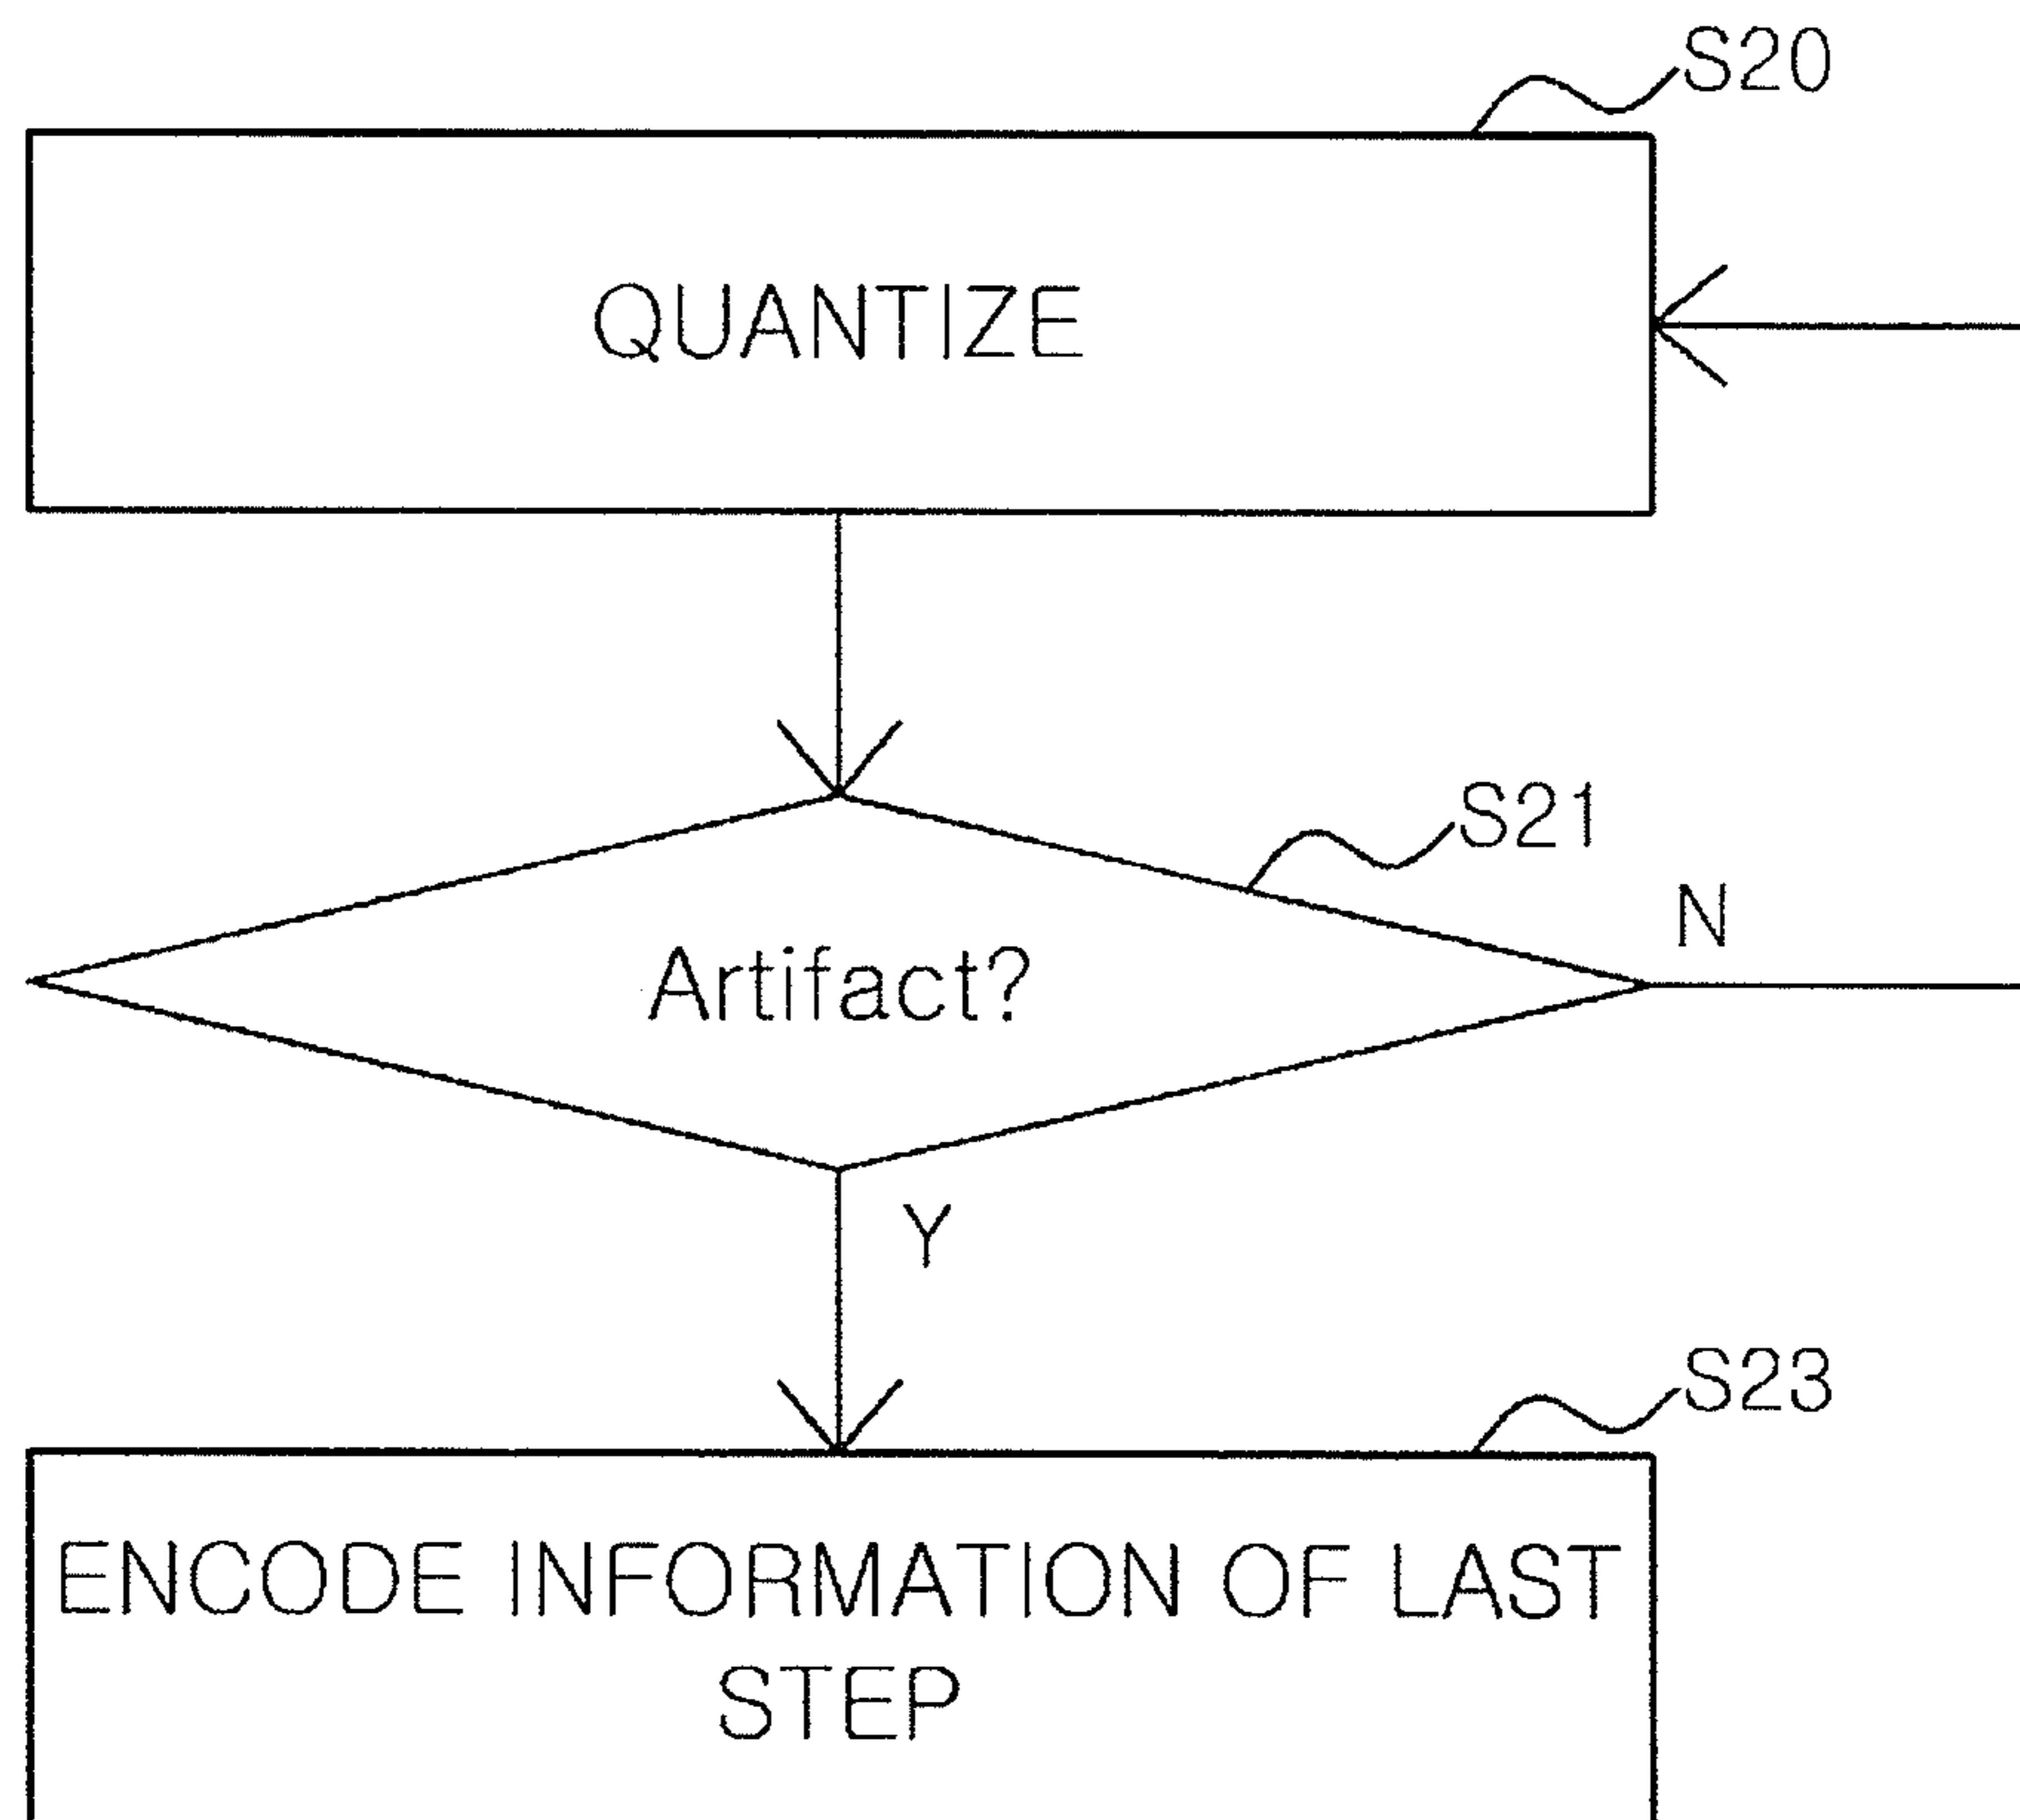 S20
QUANTIZE
S21
N
Artifact?
Y
S23
ENCODE INFORMATION OF LAST
STEP